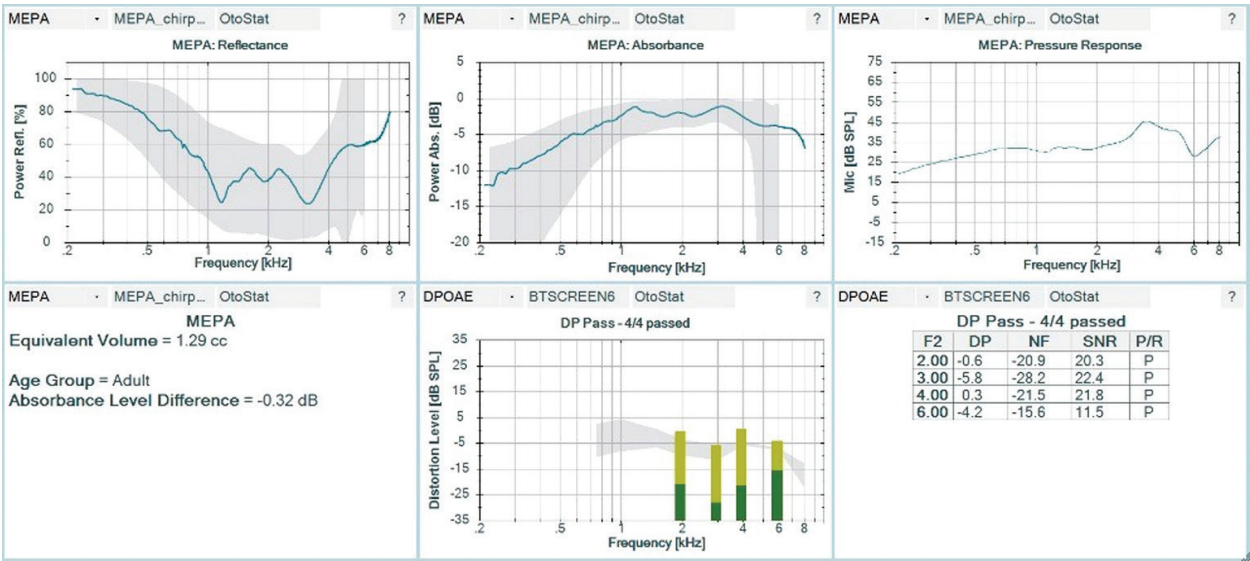 MEPA · MEPA_chirp... OtoStat ?
MEPA: Reflectance
Power Refl. [%]
100
80
60
40
20
0
.2 .5 1 2 4 6 8
Frequency [kHz]
MEPA · MEPA_chirp... OtoStat ?
MEPA: Absorbance
Power Abs. [dB]
5
0
-5
-10
-15
-20
.2 .5 1 2 4 6 8
Frequency [kHz]
MEPA · MEPA_chirp... OtoStat ?
MEPA: Pressure Response
Mic [dB SPL]
75
65
55
45
35
25
15
5
-5
-15
.2 .5 1 2 4 6 8
Frequency [kHz]
MEPA · MEPA_chirp... OtoStat ?
MEPA
Equivalent Volume = 1.29 cc
Age Group = Adult
Absorbance Level Difference = -0.32 dB
DPOAE · BTSCREEN6 OtoStat ?
DP Pass - 4/4 passed
Distortion Level [dB SPL]
35
25
15
5
-5
-15
-25
-35
.2 .5 1 2 4 6 8
Frequency [kHz]
DPOAE · BTSCREEN6 OtoStat ?
DP Pass - 4/4 passed
F2 DP NF SNR P/R
2.00 -0.6 -20.9 20.3 P
3.00 -5.8 -28.2 22.4 P
4.00 0.3 -21.5 21.8 P
6.00 -4.2 -15.6 11.5 P